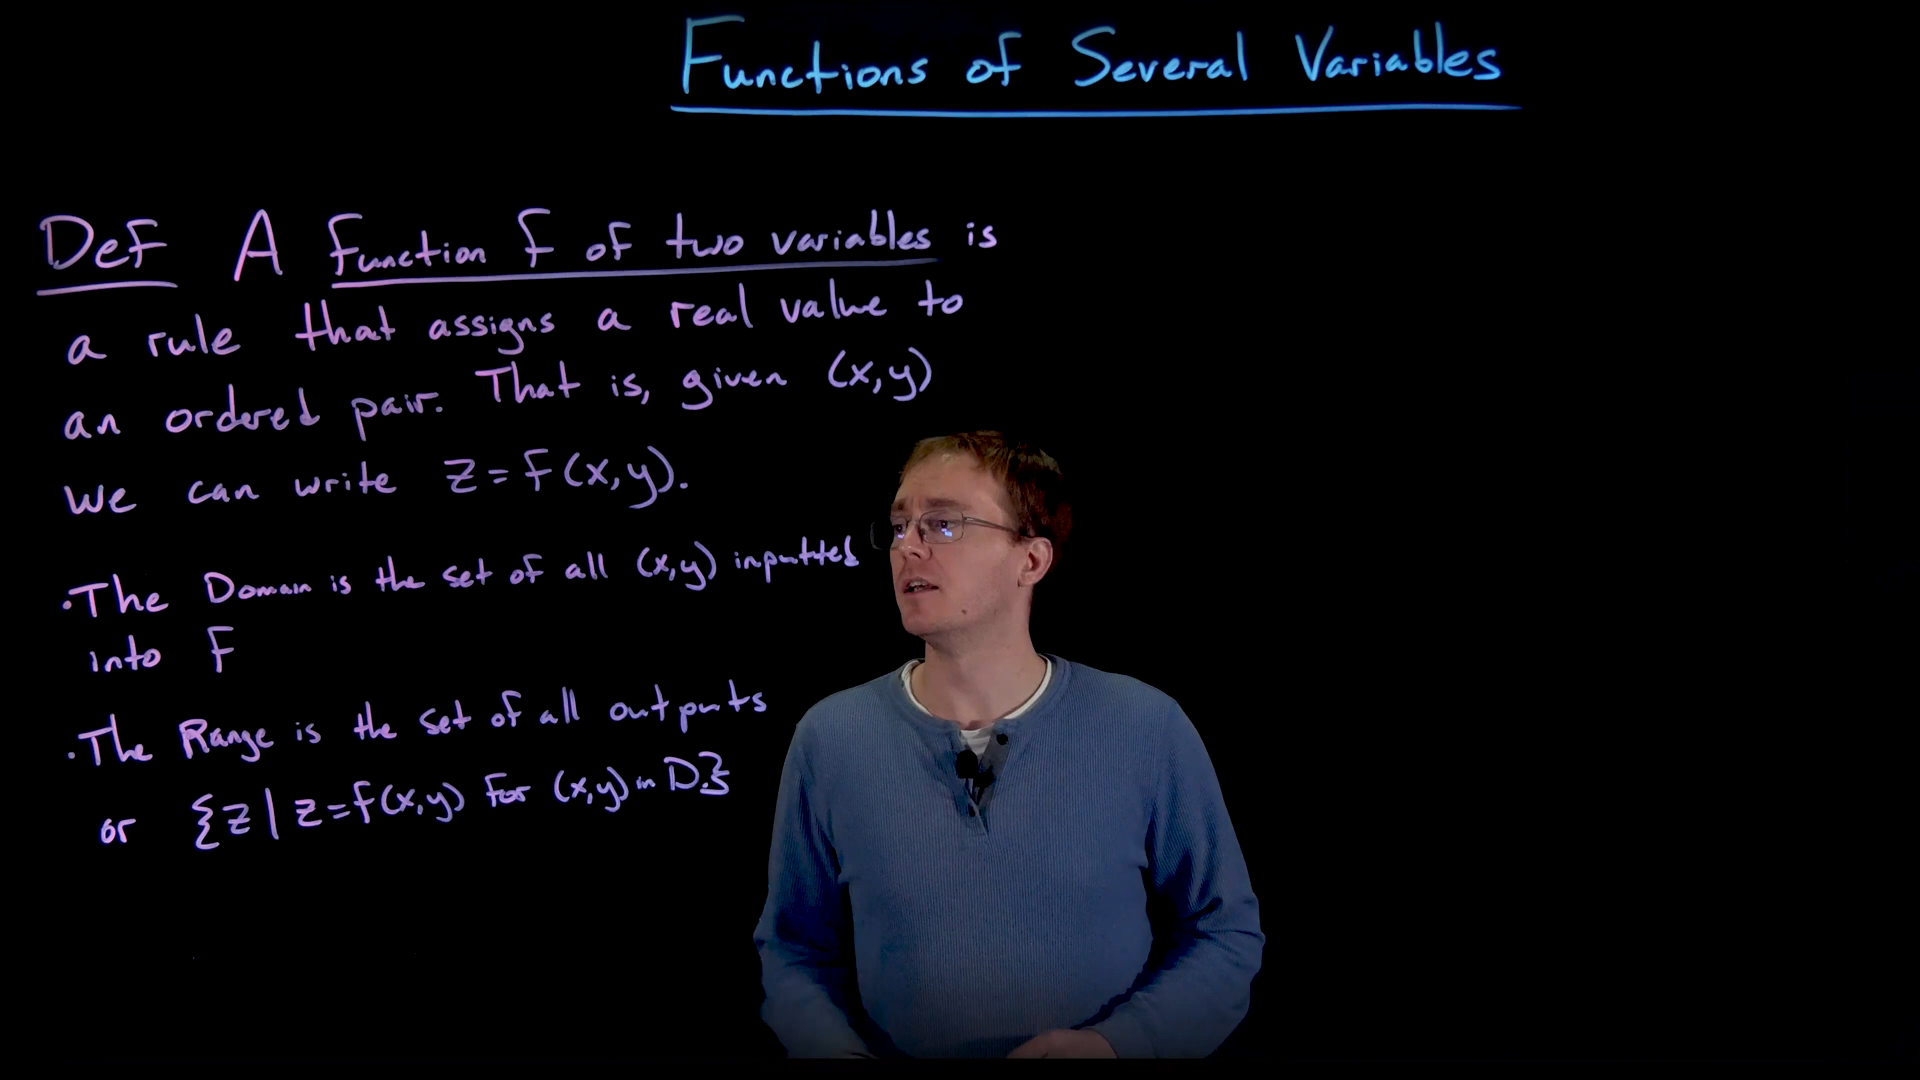 Functions of Several Variables
Def A function f of two variables is
a rule that assigns a real value to
an ordered pair. That is, given (x,y)
we can write z=f(x,y).
·The Domain is the set of all (x,y) inputted
into f
·The Range is the set of all outputs
or {z | z=f(x,y) for (x,y) in D.}